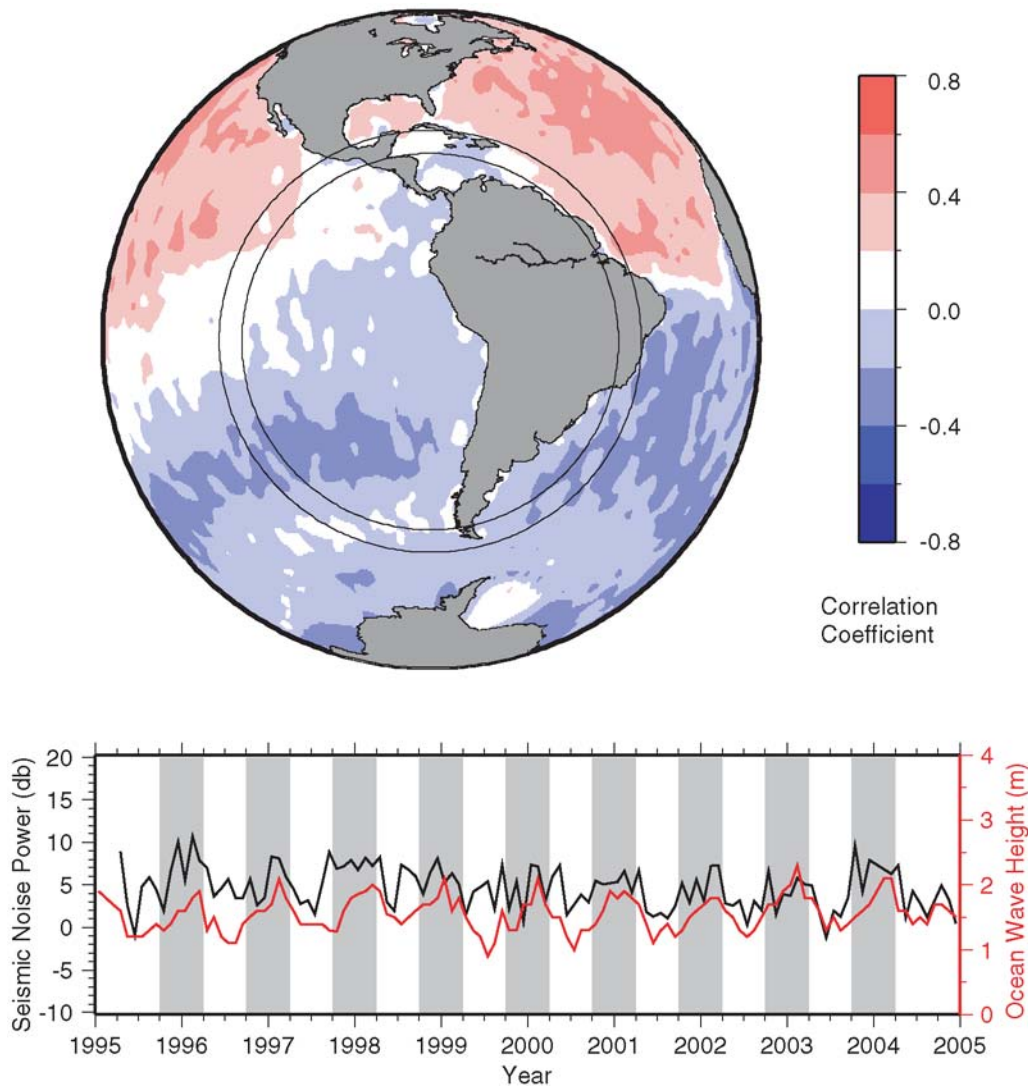 0.8
0.4
0.0
-0.4
-0.8
Correlation
Coefficient
Seismic Noise Power (db)
20
15
10
5
0
-5
-10
4
3
2
1
0
Ocean Wave Height (m)
1995 1996 1997 1998 1999 2000 2001 2002 2003 2004 2005
Year